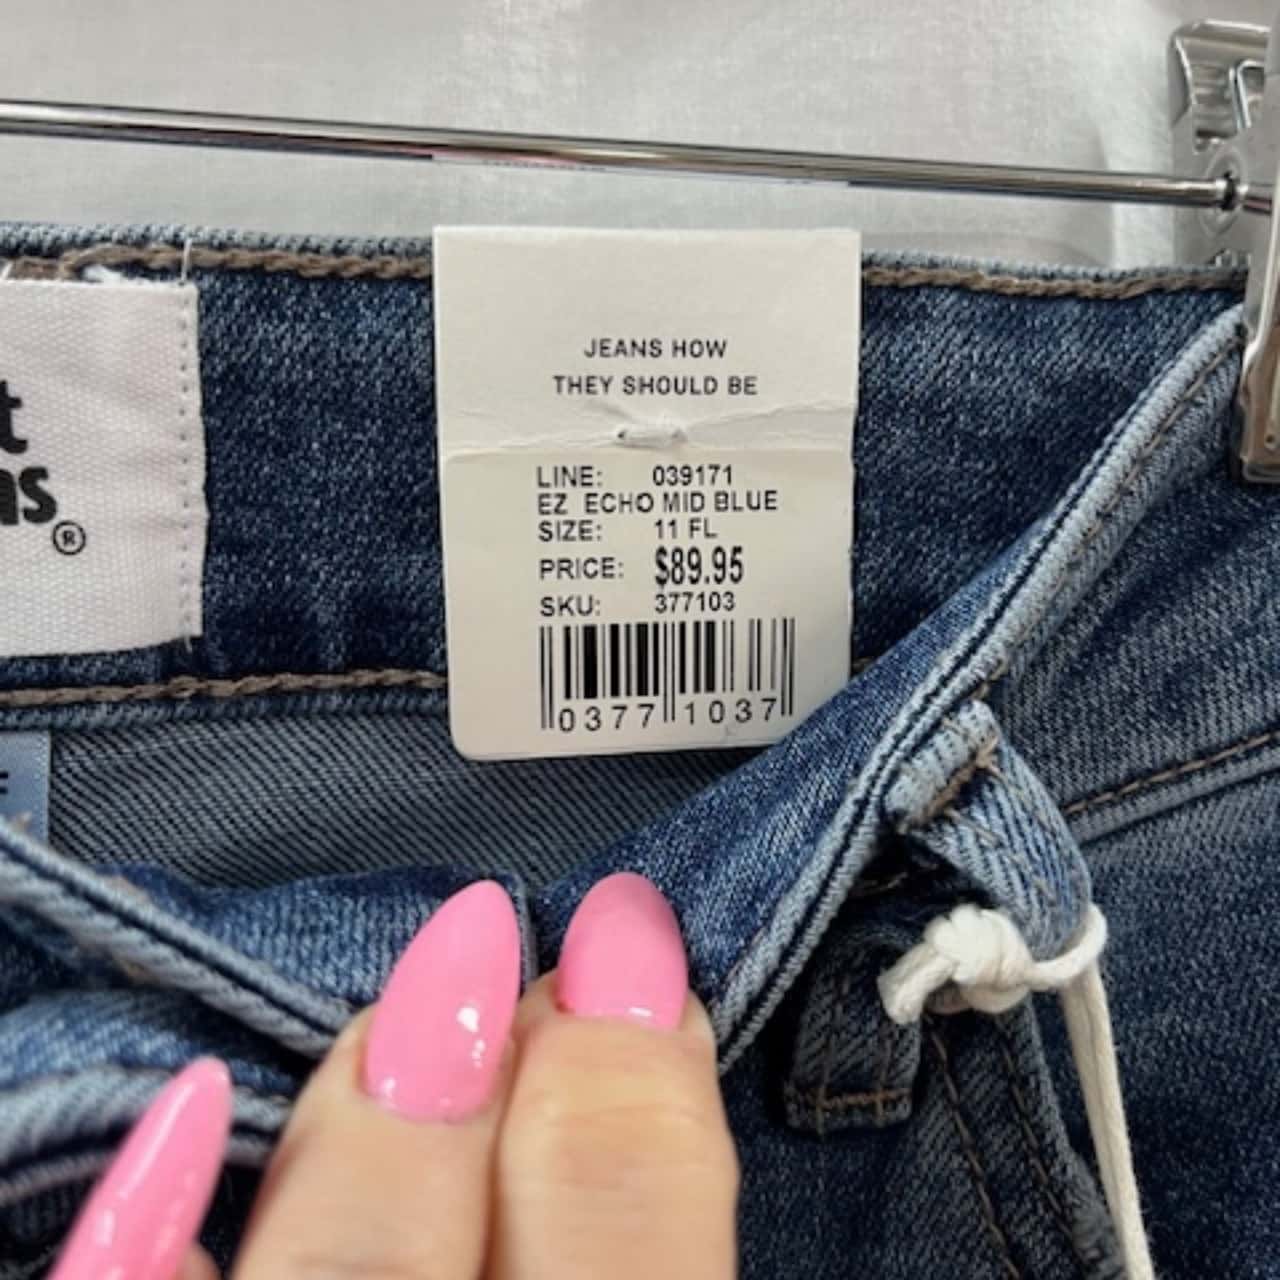 JEANS HOW
THEY SHOULD BE
LINE: 039171
EZ ECHO MID BLUE
SIZE: 11 FL
PRICE: $89.95
SKU: 377103
0377 1037
t
ns®
F